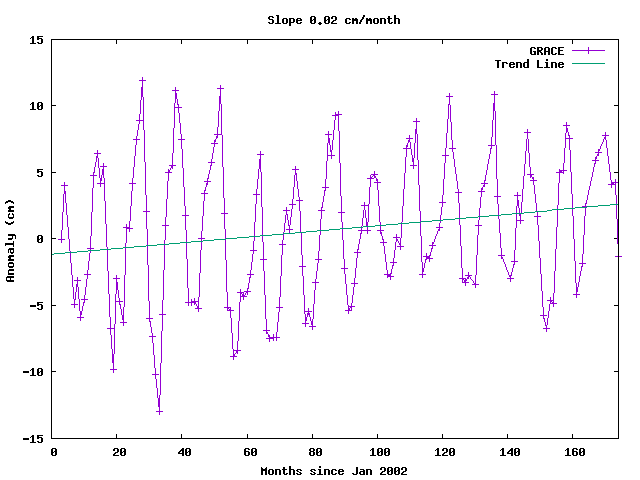 Slope 0.02 cm/month
GRACE
Trend Line
15
10
5
0
-5
-10
-15
Anomaly (cm)
0 20 40 60 80 100 120 140 160
Months since Jan 2002